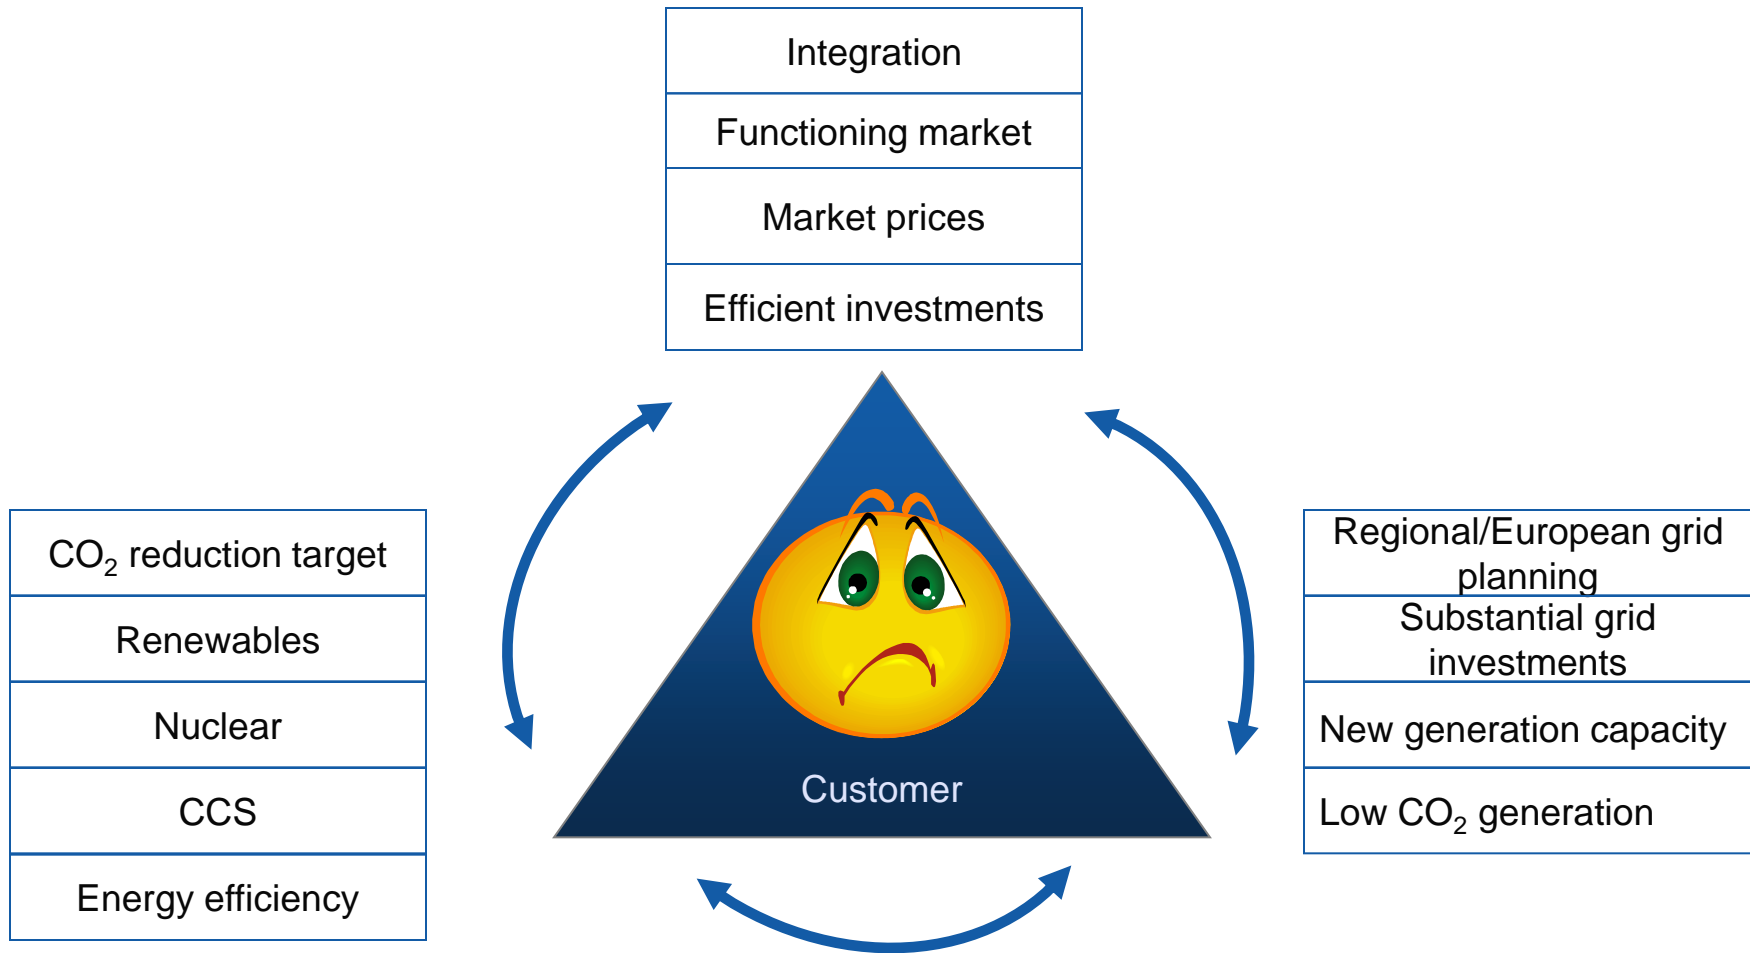 Integration
Functioning market
Market prices
Efficient investments
CO₂ reduction target
Renewables
Nuclear
CCS
Energy efficiency
Customer
Regional/European grid
planning
Substantial grid
investments
New generation capacity
Low CO₂ generation